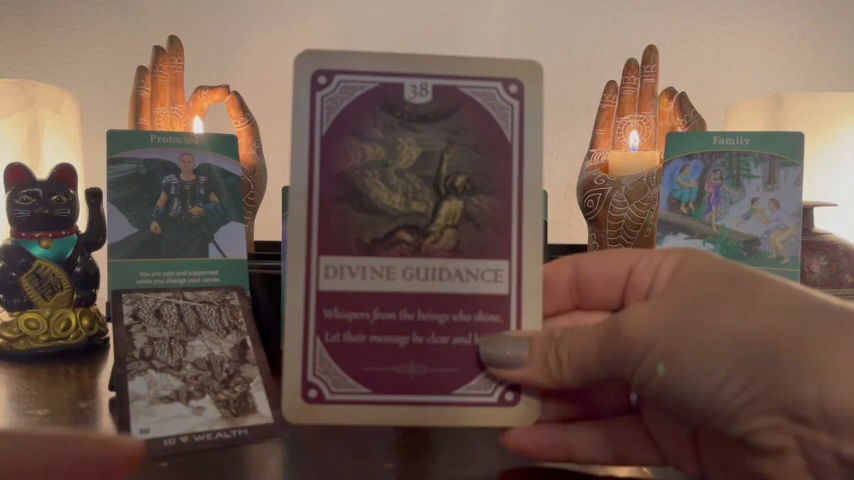 Protected
You are safe and supported
while you change your career.
10 ♥ WEALTH
38
DIVINE GUIDANCE
Whispers from the beings who shine,
Let their message be clear and
Family